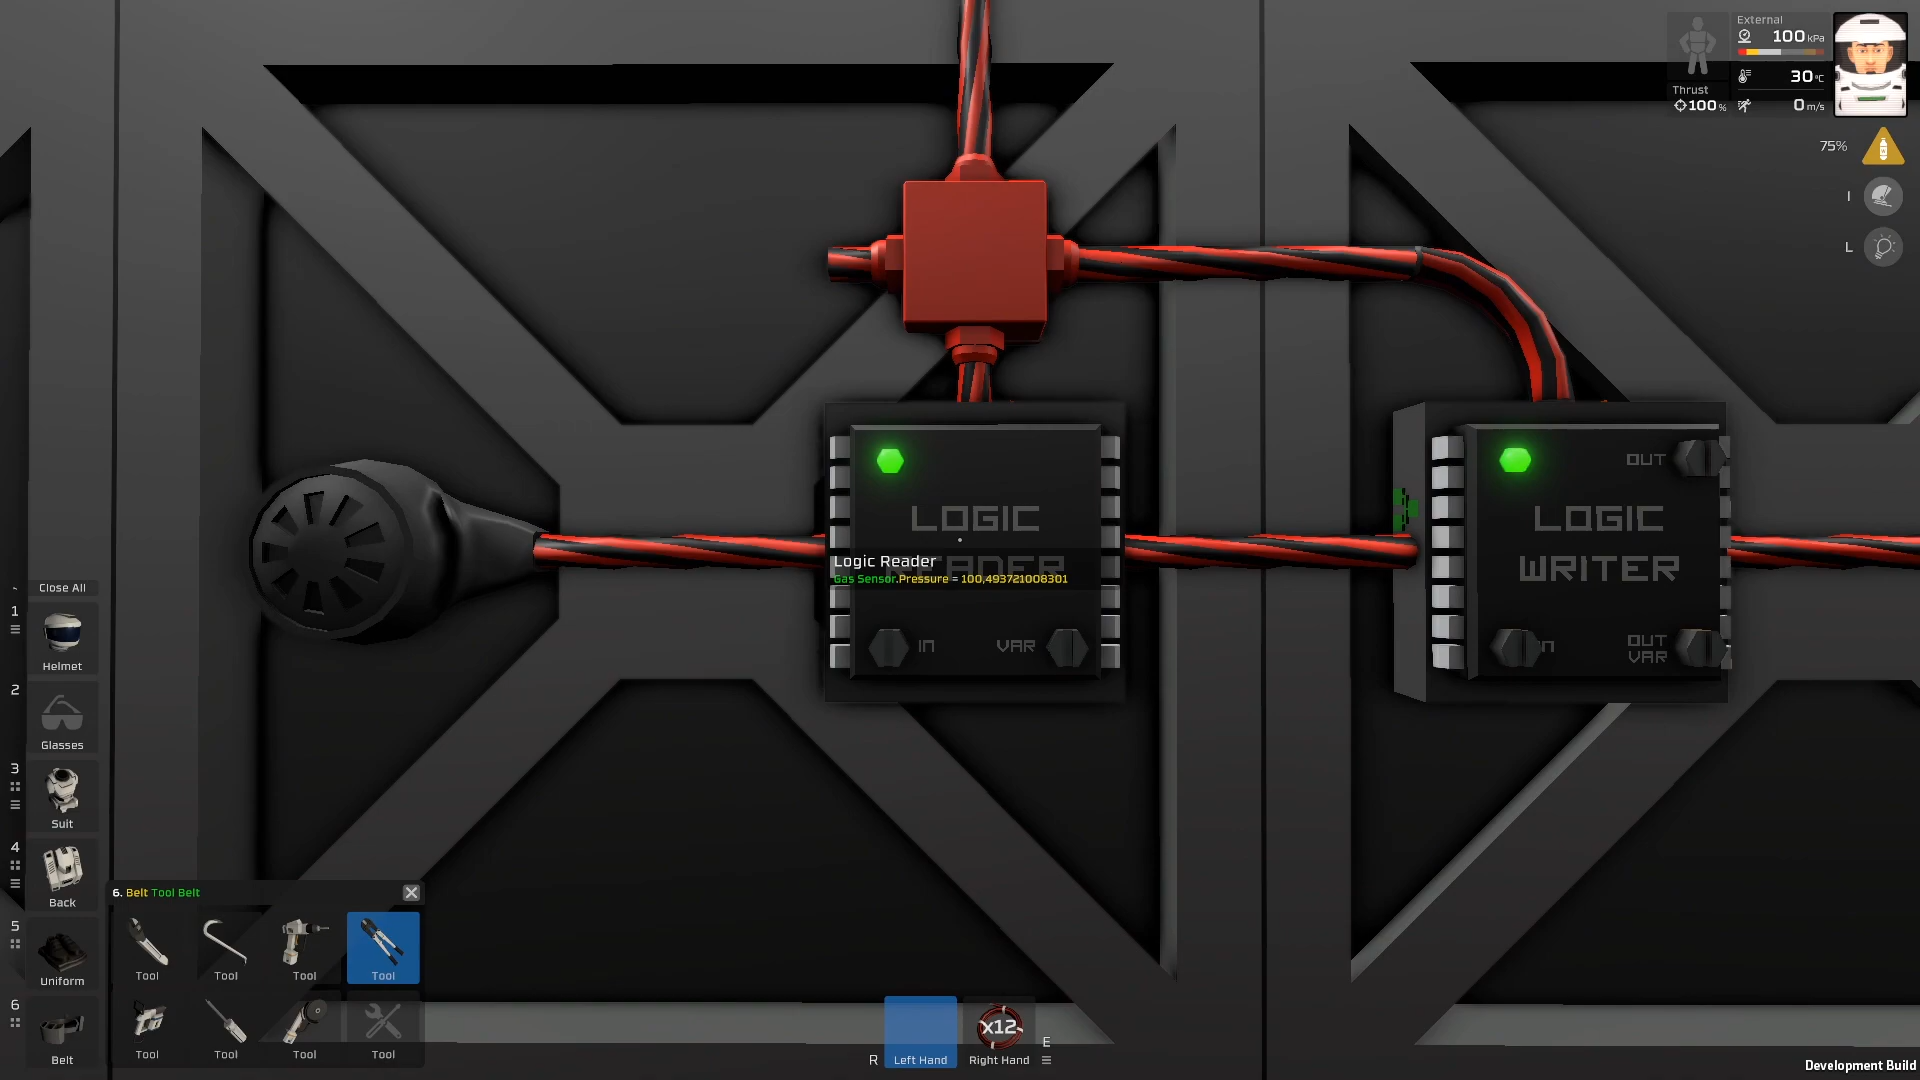 External
100 kPa
30 °C
Thrust
100 %
0 m/s
75%
I
L
OUT
LOGIC
LOGIC
WRITER
Logic Reader
READER
Gas Sensor.Pressure = 100,493721008301
IN
VAR
OUT
VAR
Close All
1
Helmet
2
Glasses
3
Suit
4
Back
5
Uniform
6
Belt
6. Belt Tool Belt
Tool
Tool
Tool
Tool
Tool
Tool
Tool
Tool
R
Left Hand
x12
Right Hand
E
Development Build